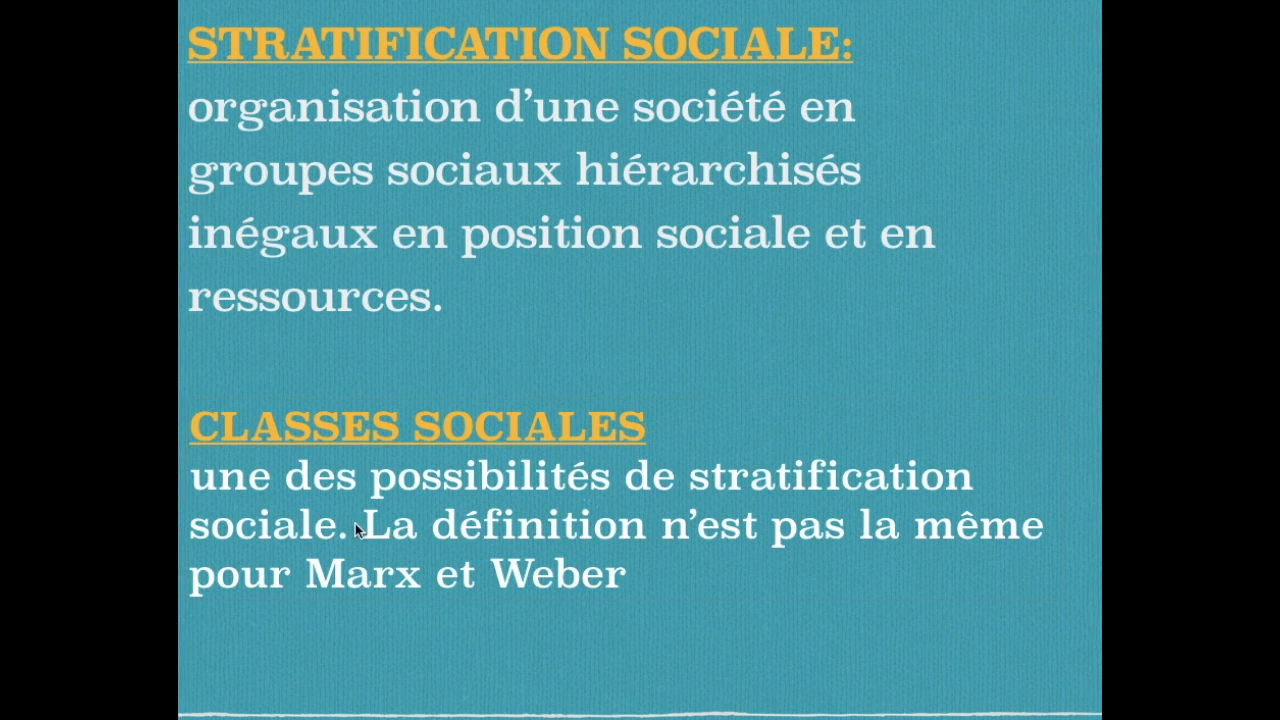 STRATIFICATION SOCIALE:
organisation d’une société en
groupes sociaux hiérarchisés
inégaux en position sociale et en
ressources.
CLASSES SOCIALES
une des possibilités de stratification
sociale. La définition n’est pas la même
pour Marx et Weber